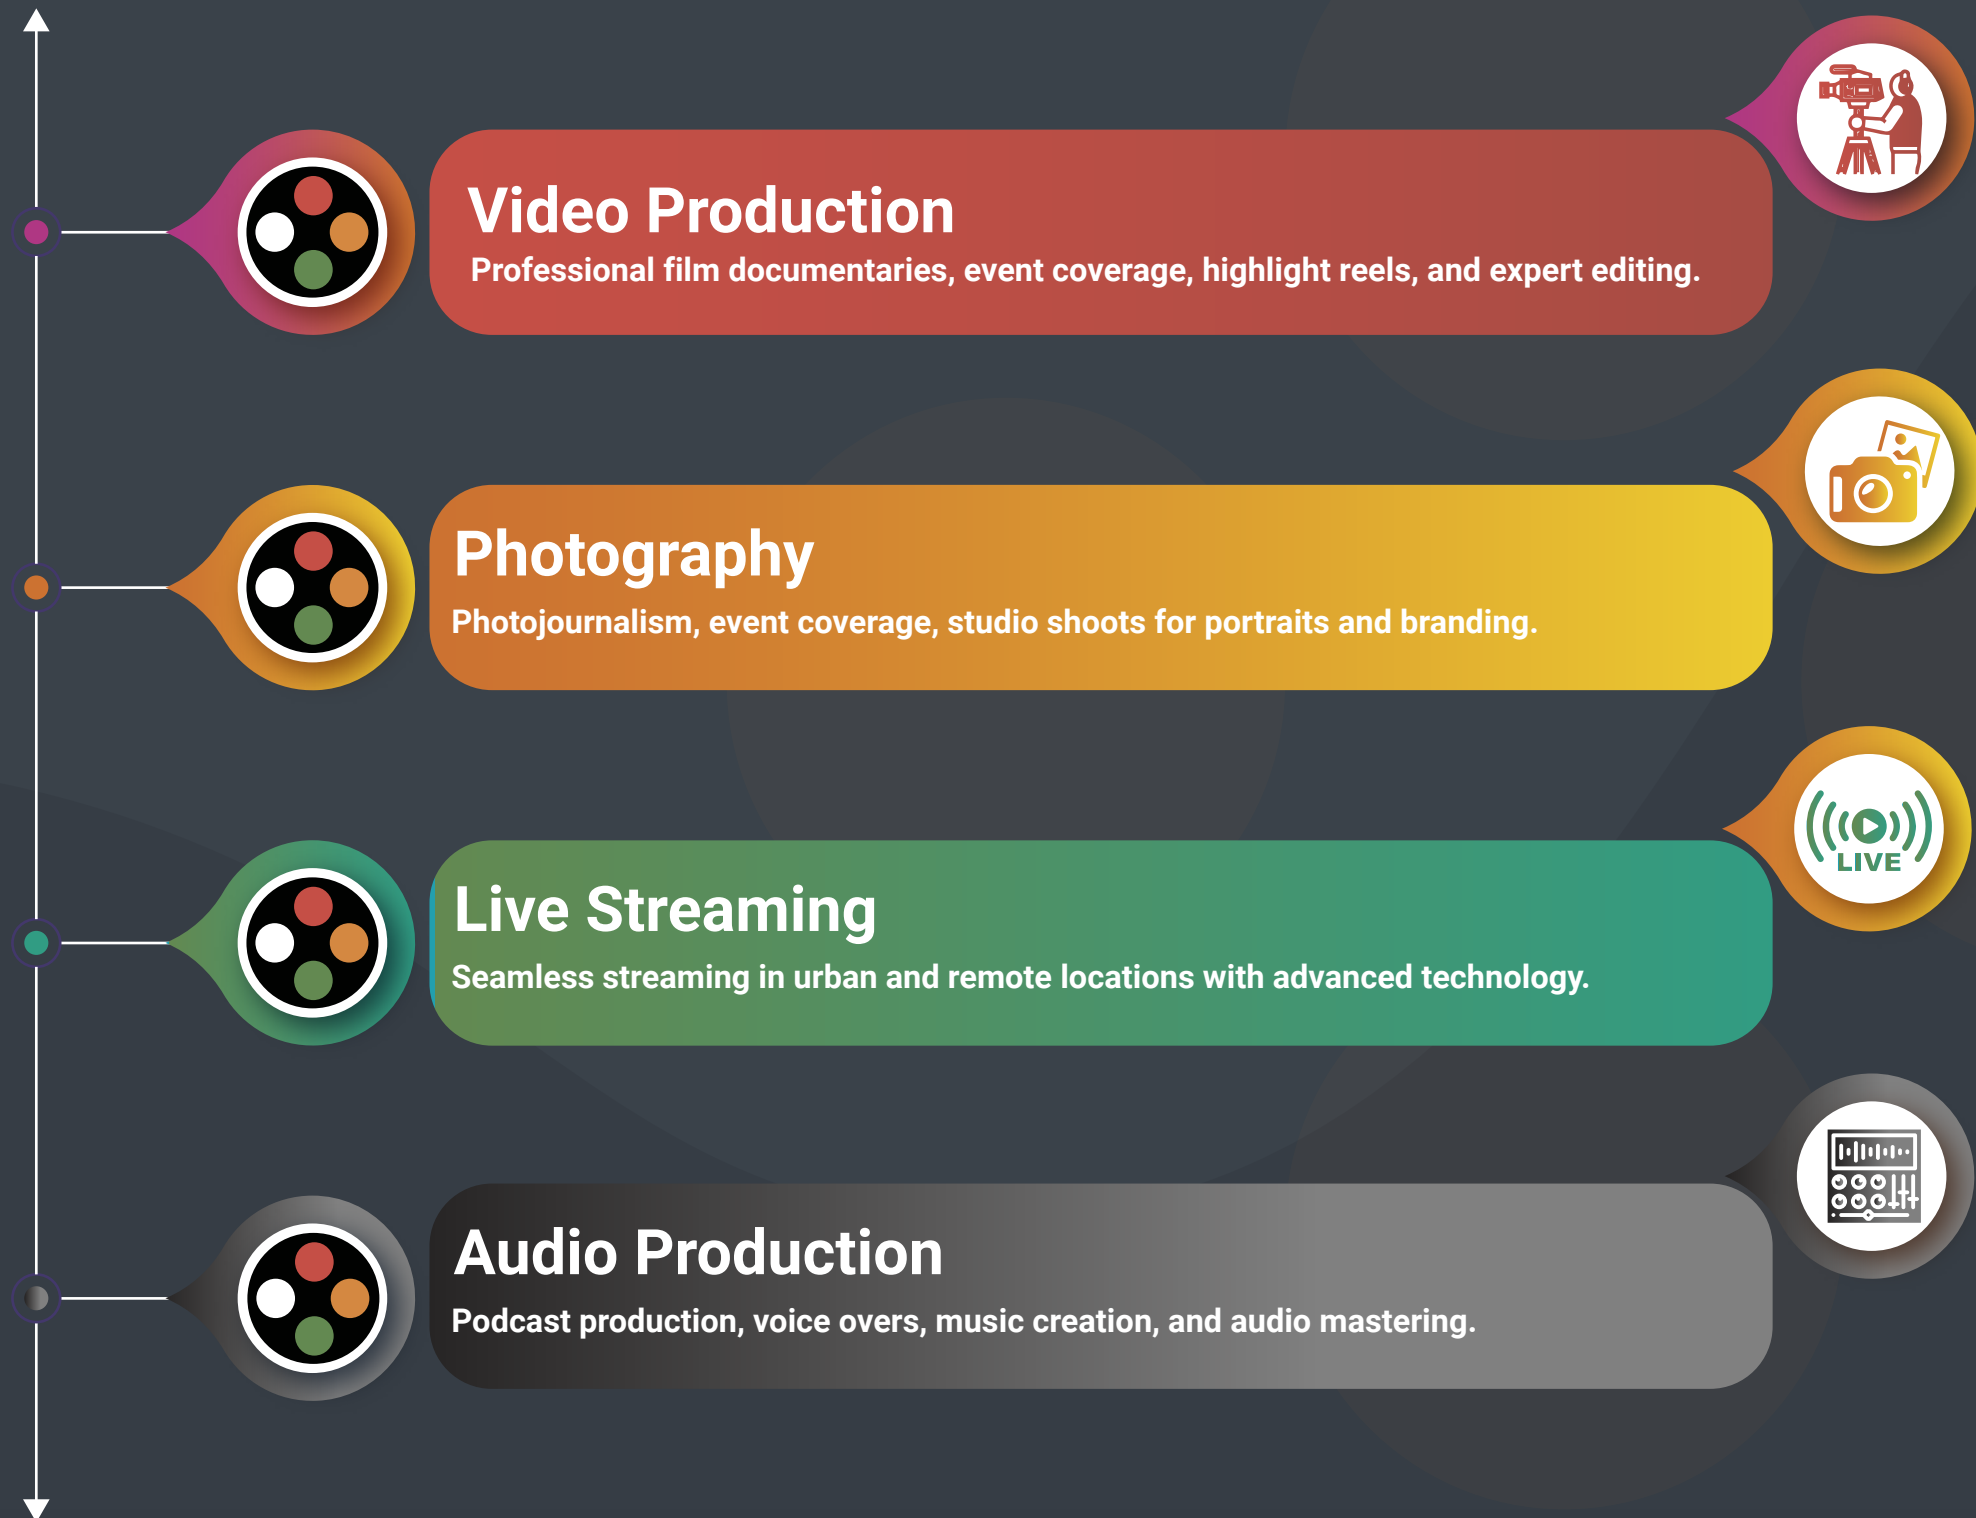 Video Production
Professional film documentaries, event coverage, highlight reels, and expert editing.
Photography
Photojournalism, event coverage, studio shoots for portraits and branding.
LIVE
Live Streaming
Seamless streaming in urban and remote locations with advanced technology.
Audio Production
Podcast production, voice overs, music creation, and audio mastering.